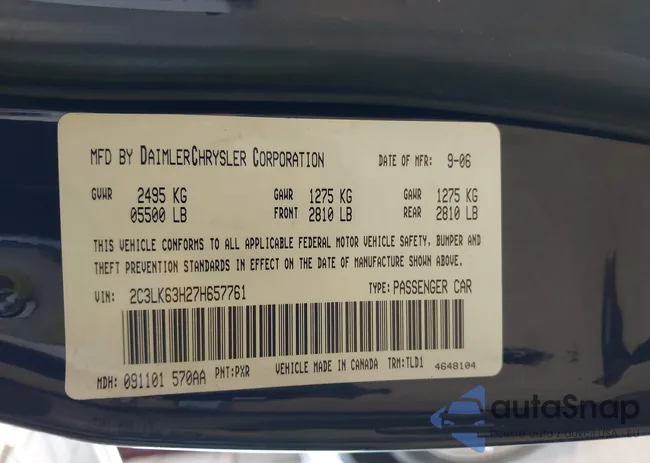 MFD BY DAIMLERCHRYSLER CORPORATION DATE OF MFR: 9-06
GVWR 2495 KG GAWR 1275 KG GAWR 1275 KG
05500 LB FRONT 2810 LB REAR 2810 LB
THIS VEHICLE CONFORMS TO ALL APPLICABLE FEDERAL MOTOR VEHICLE SAFETY, BUMPER AND
THEFT PREVENTION STANDARDS IN EFFECT ON THE DATE OF MANUFACTURE SHOWN ABOVE.
VIN: 2C3LK63H27H657761 TYPE: PASSENGER CAR
MDH: 091101 570AA PNT: PXR VEHICLE MADE IN CANADA TRM: TLD1 4648104
autoSnap